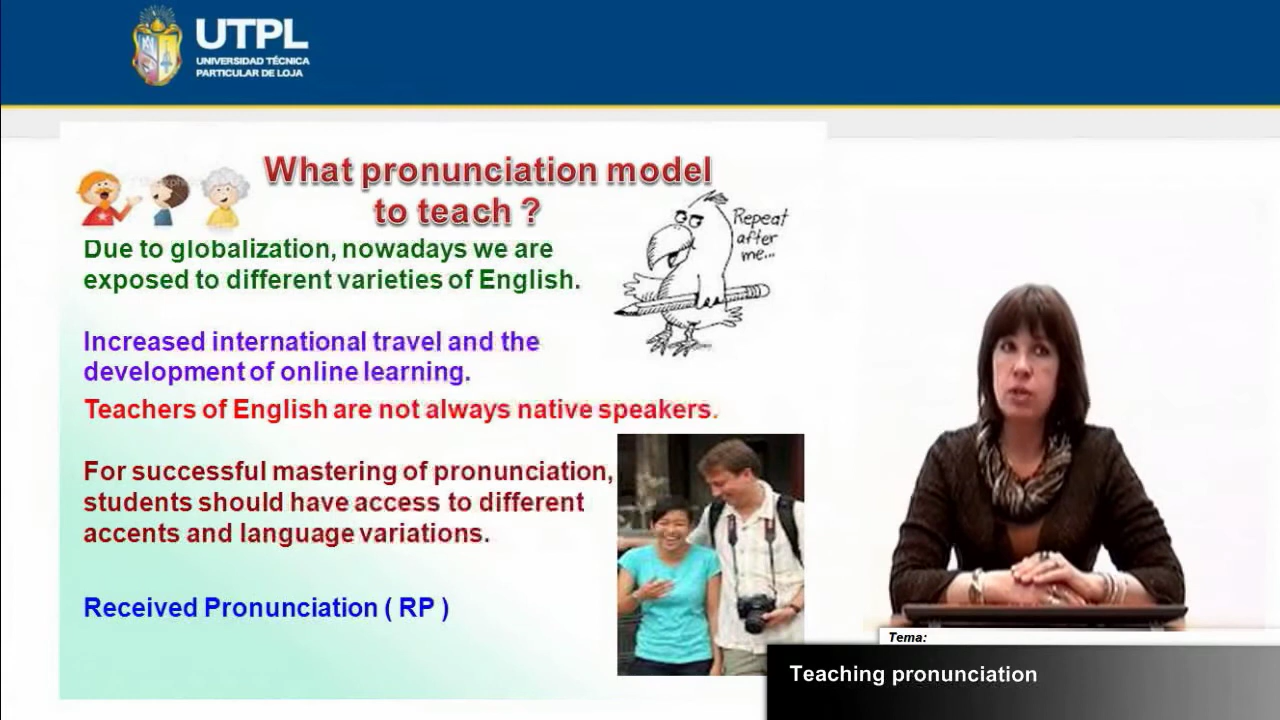 UTPL
UNIVERSIDAD TÉCNICA
PARTICULAR DE LOJA
What pronunciation model
to teach ?
Repeat
after
me...
Due to globalization, nowadays we are
exposed to different varieties of English.
Increased international travel and the
development of online learning.
Teachers of English are not always native speakers.
For successful mastering of pronunciation,
students should have access to different
accents and language variations.
Received Pronunciation ( RP )
Tema:
Teaching pronunciation